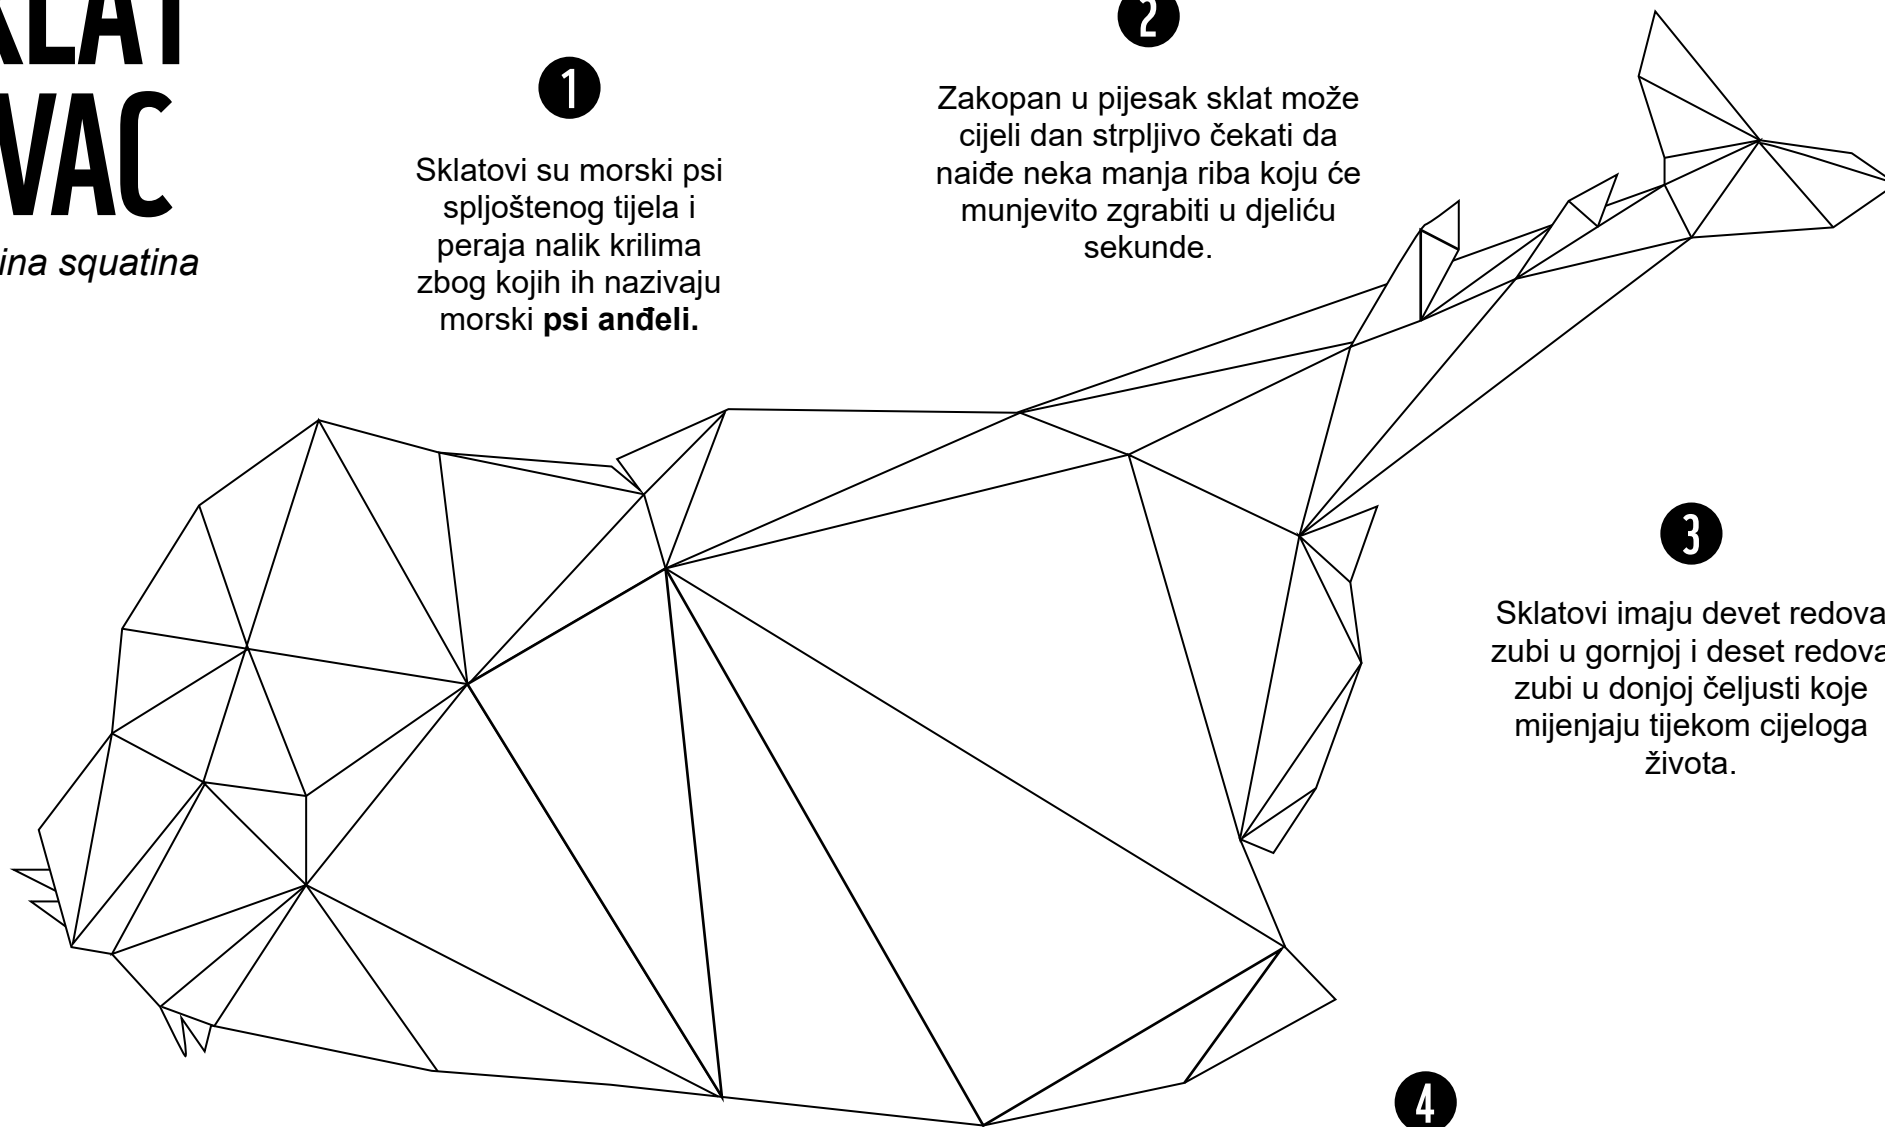 KLAT
VAC
ina squatina
1
Sklatovi su morski psi
spljoštenog tijela i
peraja nalik krilima
zbog kojih ih nazivaju
morski psi anđeli.
2
Zakopan u pijesak sklat može
cijeli dan strpljivo čekati da
naiđe neka manja riba koju će
munjevito zgrabiti u djeliću
sekunde.
3
Sklatovi imaju devet redova
zubi u gornjoj i deset redova
zubi u donjoj čeljusti koje
mijenjaju tijekom cijeloga
života.
4